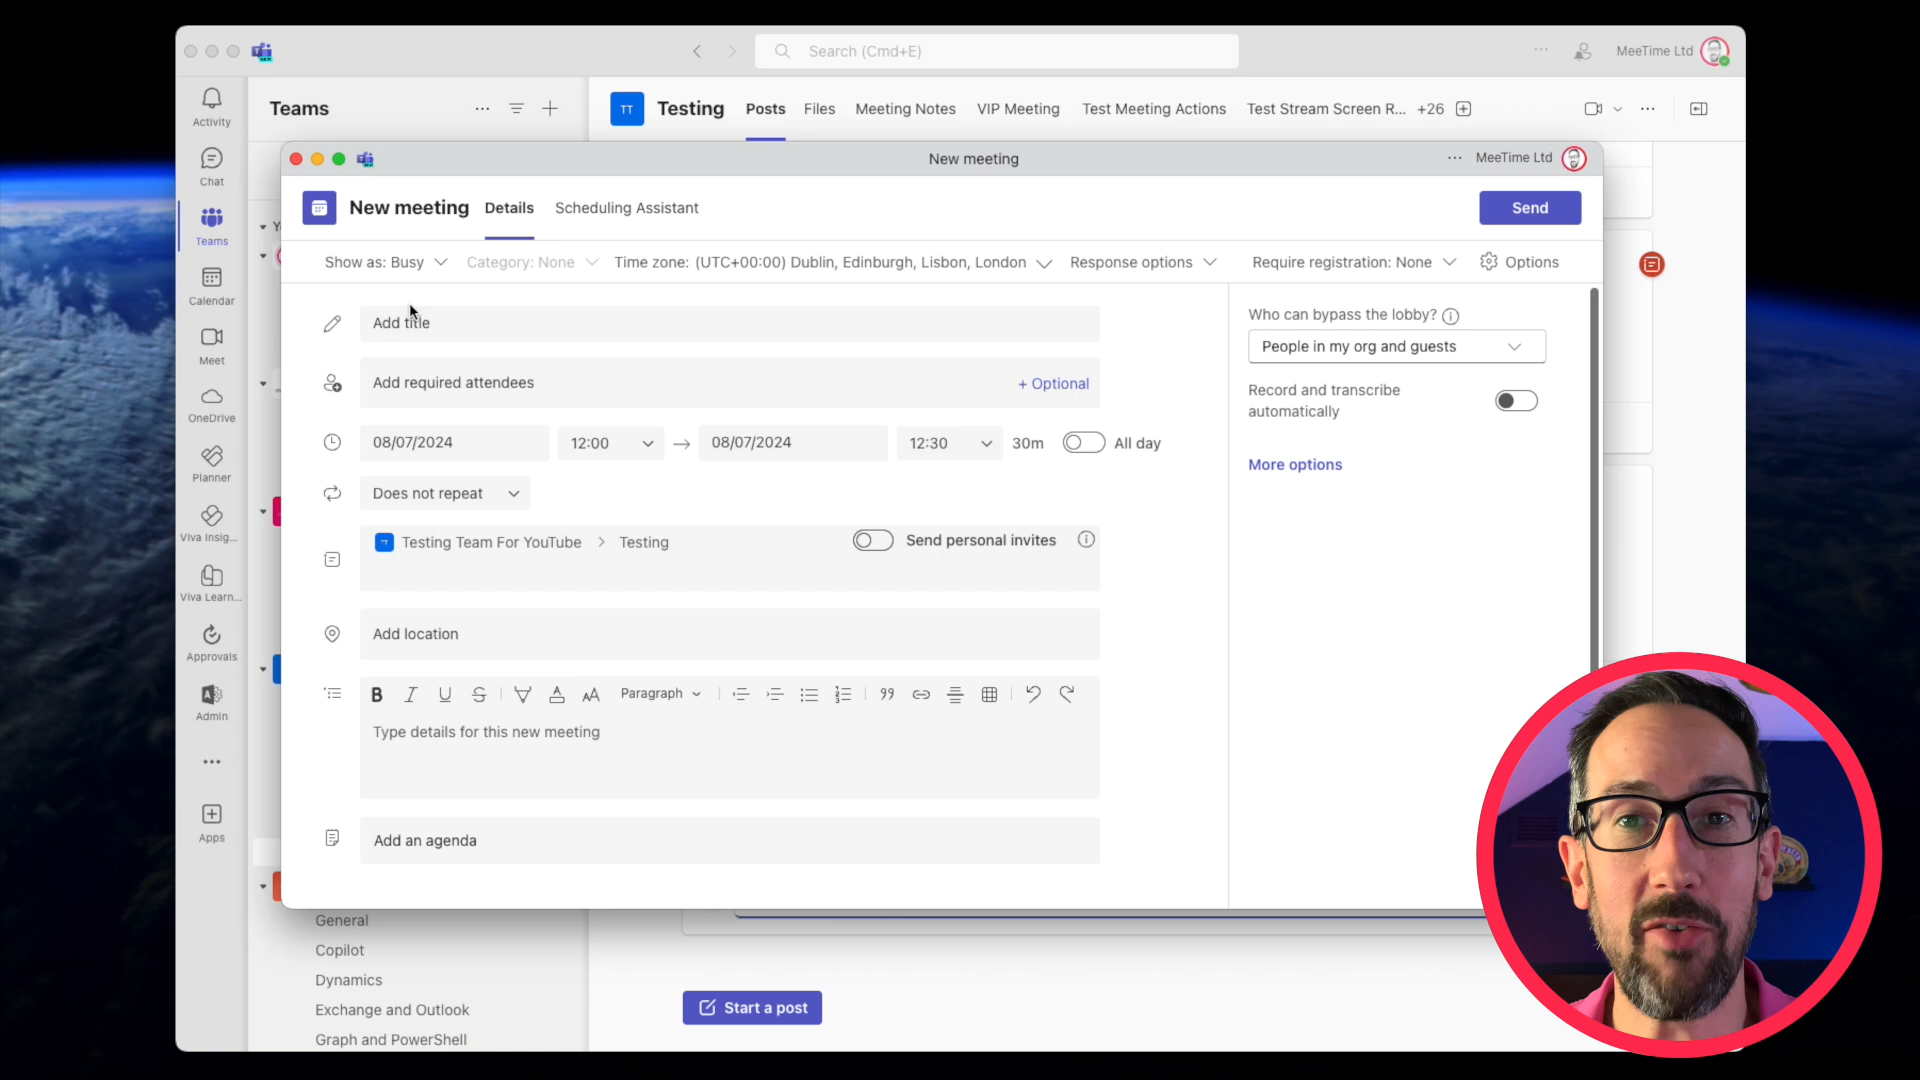 Search (Cmd+E)
MeeTime Ltd
Activity
Chat
Teams
Calendar
Meet
OneDrive
Planner
Viva Insig...
Viva Learn...
Approvals
Admin
Apps
Teams
TT Testing Posts Files Meeting Notes VIP Meeting Test Meeting Actions Test Stream Screen R... +26
New meeting
MeeTime Ltd
New meeting Details Scheduling Assistant
Send
Show as: Busy Category: None Time zone: (UTC+00:00) Dublin, Edinburgh, Lisbon, London Response options Require registration: None Options
Add title
Add required attendees + Optional
08/07/2024 12:00 → 08/07/2024 12:30 30m All day
Does not repeat
Testing Team For YouTube > Testing Send personal invites
Add location
B I U S Paragraph
Type details for this new meeting
Add an agenda
Who can bypass the lobby?
People in my org and guests
Record and transcribe
automatically
More options
General
Copilot
Dynamics
Exchange and Outlook
Graph and PowerShell
Start a post